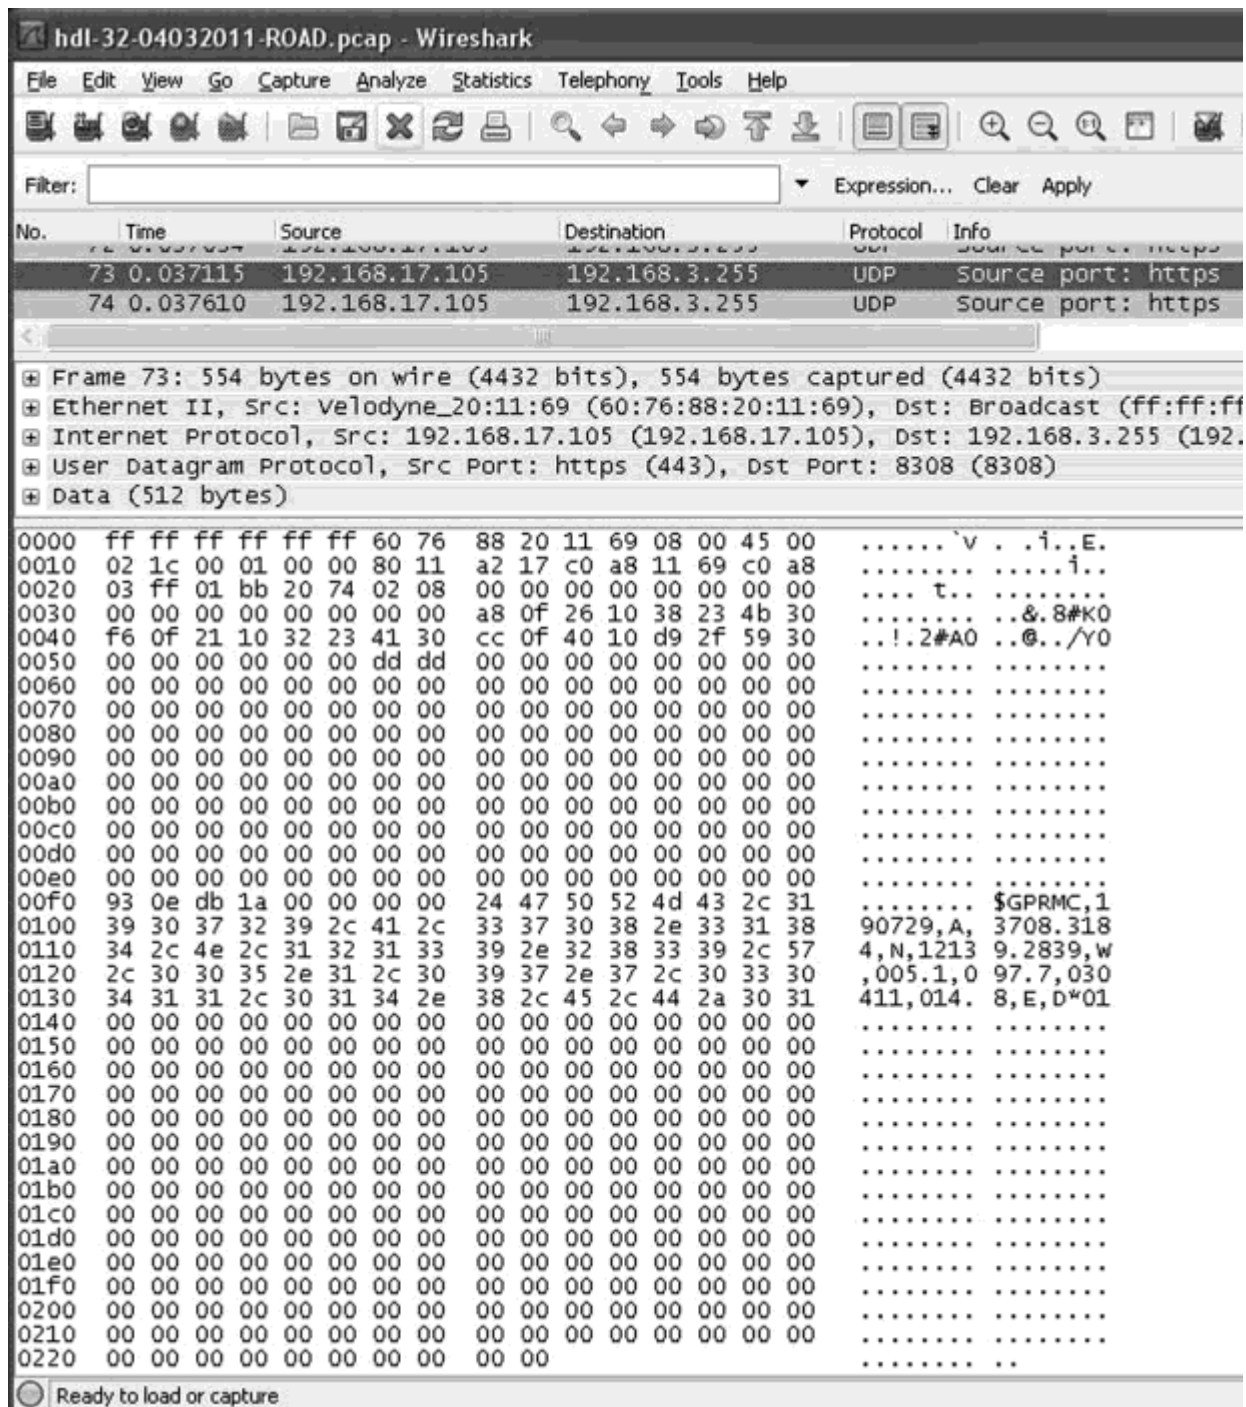 hdl-32-04032011-ROAD.pcap - Wireshark
File Edit View Go Capture Analyze Statistics Telephony Tools Help
Filter: Expression... Clear Apply
No. Time Source Destination Protocol Info
73 0.037115 192.168.17.105 192.168.3.255 UDP Source port: https
74 0.037610 192.168.17.105 192.168.3.255 UDP Source port: https
Frame 73: 554 bytes on wire (4432 bits), 554 bytes captured (4432 bits)
Ethernet II, Src: Velodyne_20:11:69 (60:76:88:20:11:69), Dst: Broadcast (ff:ff:ff
Internet Protocol, Src: 192.168.17.105 (192.168.17.105), Dst: 192.168.3.255 (192.
User Datagram Protocol, Src Port: https (443), Dst Port: 8308 (8308)
Data (512 bytes)
0000 ff ff ff ff ff ff 60 76 88 20 11 69 08 00 45 00 ......`v . .i..E.
0010 02 1c 00 01 00 00 80 11 a2 17 c0 a8 11 69 c0 a8 ........ .....i..
0020 03 ff 01 bb 20 74 02 08 00 00 00 00 00 00 00 00 .... t.. ........
0030 00 00 00 00 00 00 00 00 a8 0f 26 10 38 23 4b 30 ........ ..&.8#K0
0040 f6 0f 21 10 32 23 41 30 cc 0f 40 10 d9 2f 59 30 ..!.2#A0 ..@../Y0
0050 00 00 00 00 00 00 dd dd 00 00 00 00 00 00 00 00 ........ ........
0060 00 00 00 00 00 00 00 00 00 00 00 00 00 00 00 00 ........ ........
0070 00 00 00 00 00 00 00 00 00 00 00 00 00 00 00 00 ........ ........
0080 00 00 00 00 00 00 00 00 00 00 00 00 00 00 00 00 ........ ........
0090 00 00 00 00 00 00 00 00 00 00 00 00 00 00 00 00 ........ ........
00a0 00 00 00 00 00 00 00 00 00 00 00 00 00 00 00 00 ........ ........
00b0 00 00 00 00 00 00 00 00 00 00 00 00 00 00 00 00 ........ ........
00c0 00 00 00 00 00 00 00 00 00 00 00 00 00 00 00 00 ........ ........
00d0 00 00 00 00 00 00 00 00 00 00 00 00 00 00 00 00 ........ ........
00e0 00 00 00 00 00 00 00 00 00 00 00 00 00 00 00 00 ........ ........
00f0 93 0e db 1a 00 00 00 00 24 47 50 52 4d 43 2c 31 ........ $GPRMC,1
0100 39 30 37 32 39 2c 41 2c 33 37 30 38 2e 33 31 38 90729,A, 3708.318
0110 34 2c 4e 2c 31 32 31 33 39 2e 32 38 33 39 2c 57 4,N,1213 9.2839,W
0120 2c 30 30 35 2e 31 2c 30 39 37 2e 37 2c 30 33 30 ,005.1,0 97.7,030
0130 34 31 31 2c 30 31 34 2e 38 2c 45 2c 44 2a 30 31 411,014. 8,E,D*01
0140 00 00 00 00 00 00 00 00 00 00 00 00 00 00 00 00 ........ ........
0150 00 00 00 00 00 00 00 00 00 00 00 00 00 00 00 00 ........ ........
0160 00 00 00 00 00 00 00 00 00 00 00 00 00 00 00 00 ........ ........
0170 00 00 00 00 00 00 00 00 00 00 00 00 00 00 00 00 ........ ........
0180 00 00 00 00 00 00 00 00 00 00 00 00 00 00 00 00 ........ ........
0190 00 00 00 00 00 00 00 00 00 00 00 00 00 00 00 00 ........ ........
01a0 00 00 00 00 00 00 00 00 00 00 00 00 00 00 00 00 ........ ........
01b0 00 00 00 00 00 00 00 00 00 00 00 00 00 00 00 00 ........ ........
01c0 00 00 00 00 00 00 00 00 00 00 00 00 00 00 00 00 ........ ........
01d0 00 00 00 00 00 00 00 00 00 00 00 00 00 00 00 00 ........ ........
01e0 00 00 00 00 00 00 00 00 00 00 00 00 00 00 00 00 ........ ........
01f0 00 00 00 00 00 00 00 00 00 00 00 00 00 00 00 00 ........ ........
0200 00 00 00 00 00 00 00 00 00 00 00 00 00 00 00 00 ........ ........
0210 00 00 00 00 00 00 00 00 00 00 00 00 00 00 00 00 ........ ........
0220 00 00 00 00 00 00 00 00 00 00 ........ ..
Ready to load or capture